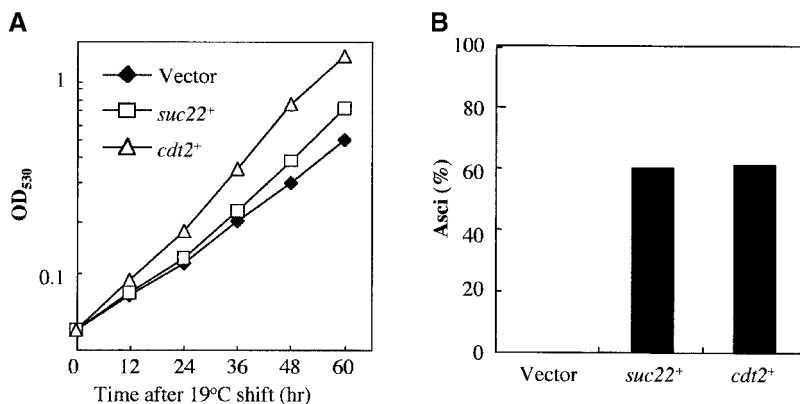 A
Vector
suc22⁺
cdt2⁺
OD₅₃₀
1
0.1
0 12 24 36 48 60
Time after 19°C shift (hr)
B
Asci (%)
100
80
60
40
20
0
Vector suc22⁺ cdt2⁺